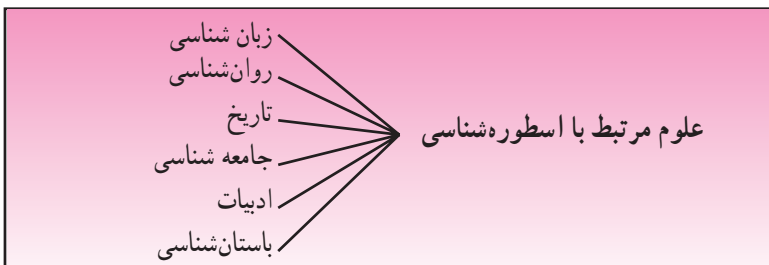 علوم مرتبط با اسطوره‌شناسی
زبان شناسی
روان‌شناسی
تاریخ
جامعه شناسی
ادبیات
باستان‌شناسی